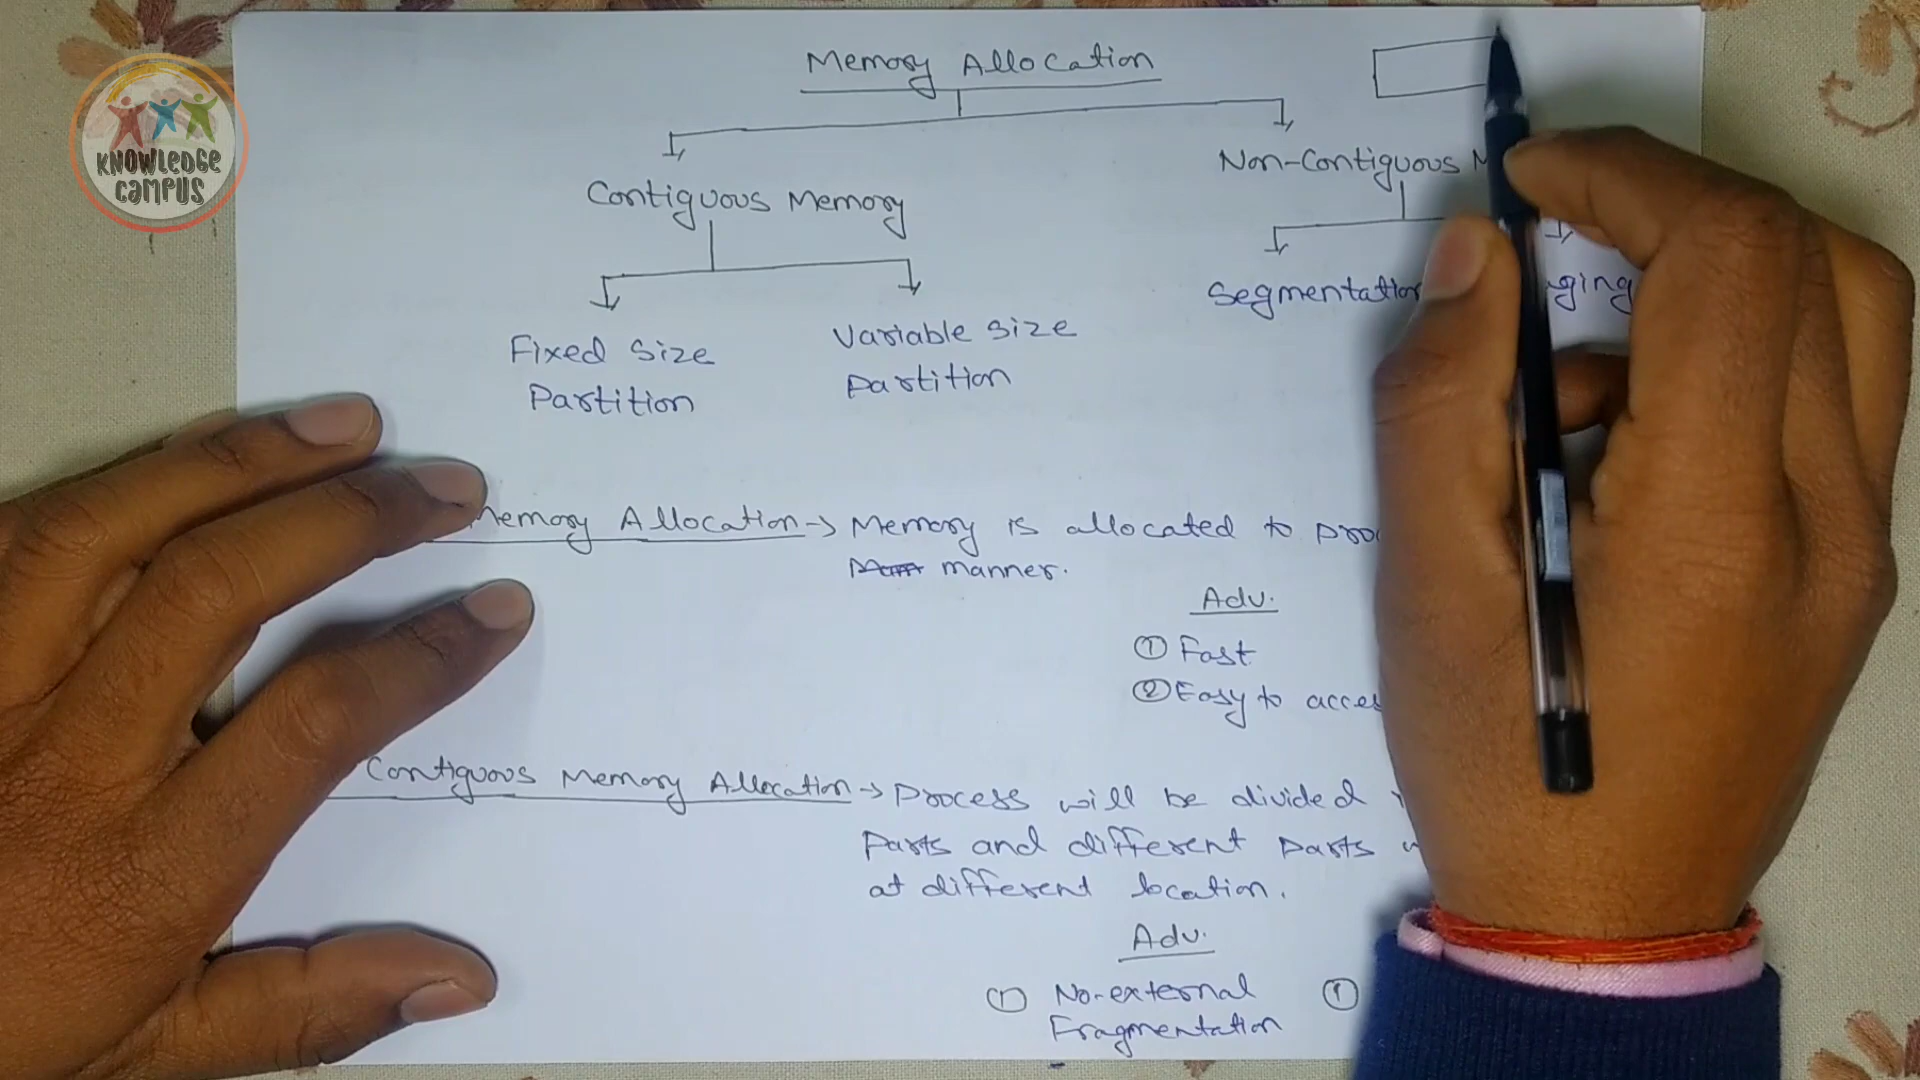 KNOWLEDGE
CAMPUS
Memory Allocation
Contiguous Memory
Non-Contiguous
Segmentation
Fixed Size
Partition
Variable Size
Partition
Memory Allocation → Memory is allocated to
manner.
Adv.
① Fast
② Easy to
Contiguous Memory Allocation → Process will be divided
Parts and different parts
at different location.
Adv.
① No-external ①
Fragmentation